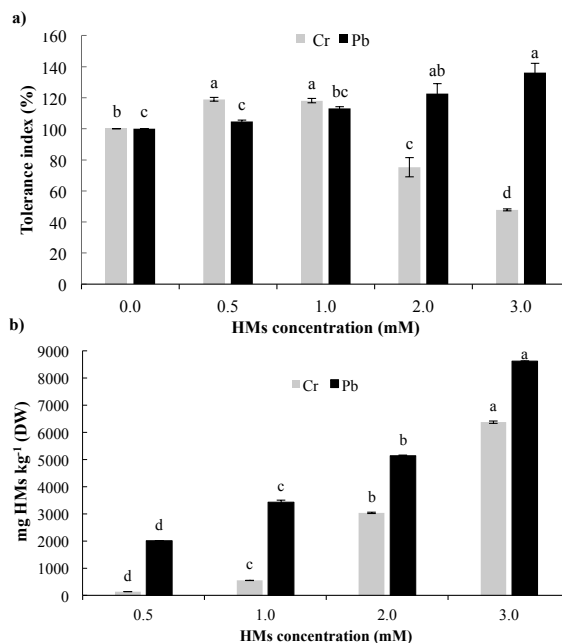 a)
Cr Pb
160
140
120
100
80
60
40
20
0
Tolerance index (%)
b c a c a bc c ab d a
0.0 0.5 1.0 2.0 3.0
HMs concentration (mM)
b)
Cr Pb
9000
8000
7000
6000
5000
4000
3000
2000
1000
0
mg HMs kg⁻¹ (DW)
d d c c b b a a
0.5 1.0 2.0 3.0
HMs concentration (mM)